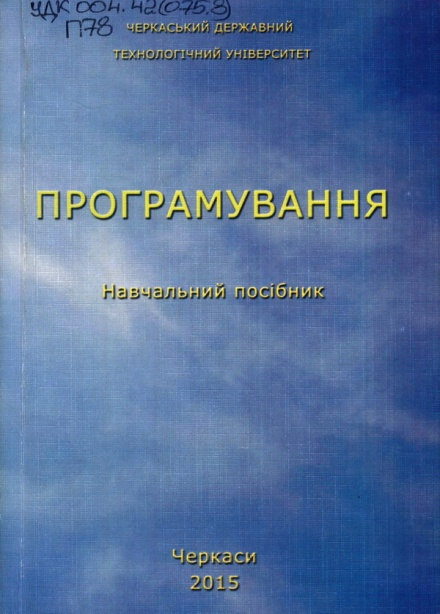 УДК 004.42(075.8)
П78
ЧЕРКАСЬКИЙ ДЕРЖАВНИЙ
ТЕХНОЛОГІЧНИЙ УНІВЕРСИТЕТ
ПРОГРАМУВАННЯ
Навчальний посібник
Черкаси
2015